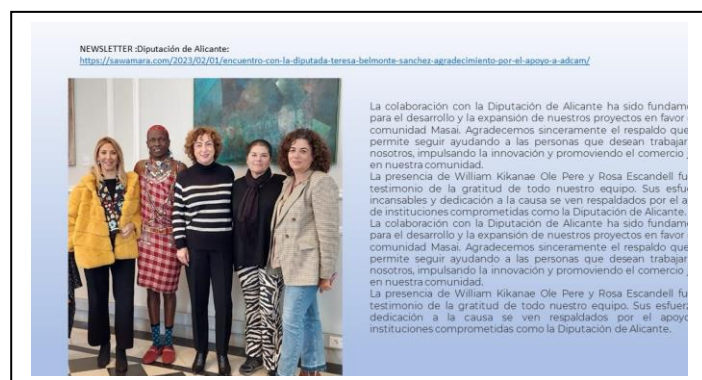 NEWSLETTER :Diputación de Alicante:
https://sawamara.com/2023/02/01/encuentro-con-la-diputada-teresa-belmonte-sanchez-agradecimiento-por-el-apoyo-a-adcam/
La colaboración con la Diputación de Alicante ha sido
para el desarrollo y la expansión de nuestros proyectos en favor
comunidad Masai. Agradecemos sinceramente el respaldo que
permite seguir ayudando a las personas que desean trabajar
nosotros, impulsando la innovación y promoviendo el comercio
en nuestra comunidad.
La presencia de William Kikanae Ole Pere y Rosa Escandell
testimonio de la gratitud de todo nuestro equipo. Sus
incansables y dedicación a la causa se ven respaldados por el
de instituciones comprometidas como la Diputación de Alicante.
La colaboración con la Diputación de Alicante ha sido
para el desarrollo y la expansión de nuestros proyectos en favor
comunidad Masai. Agradecemos sinceramente el respaldo que
permite seguir ayudando a las personas que desean trabajar
nosotros, impulsando la innovación y promoviendo el comercio
en nuestra comunidad.
La presencia de William Kikanae Ole Pere y Rosa Escandell
testimonio de la gratitud de todo nuestro equipo. Sus
dedicación a la causa se ven respaldados por el apoyo
instituciones comprometidas como la Diputación de Alicante.